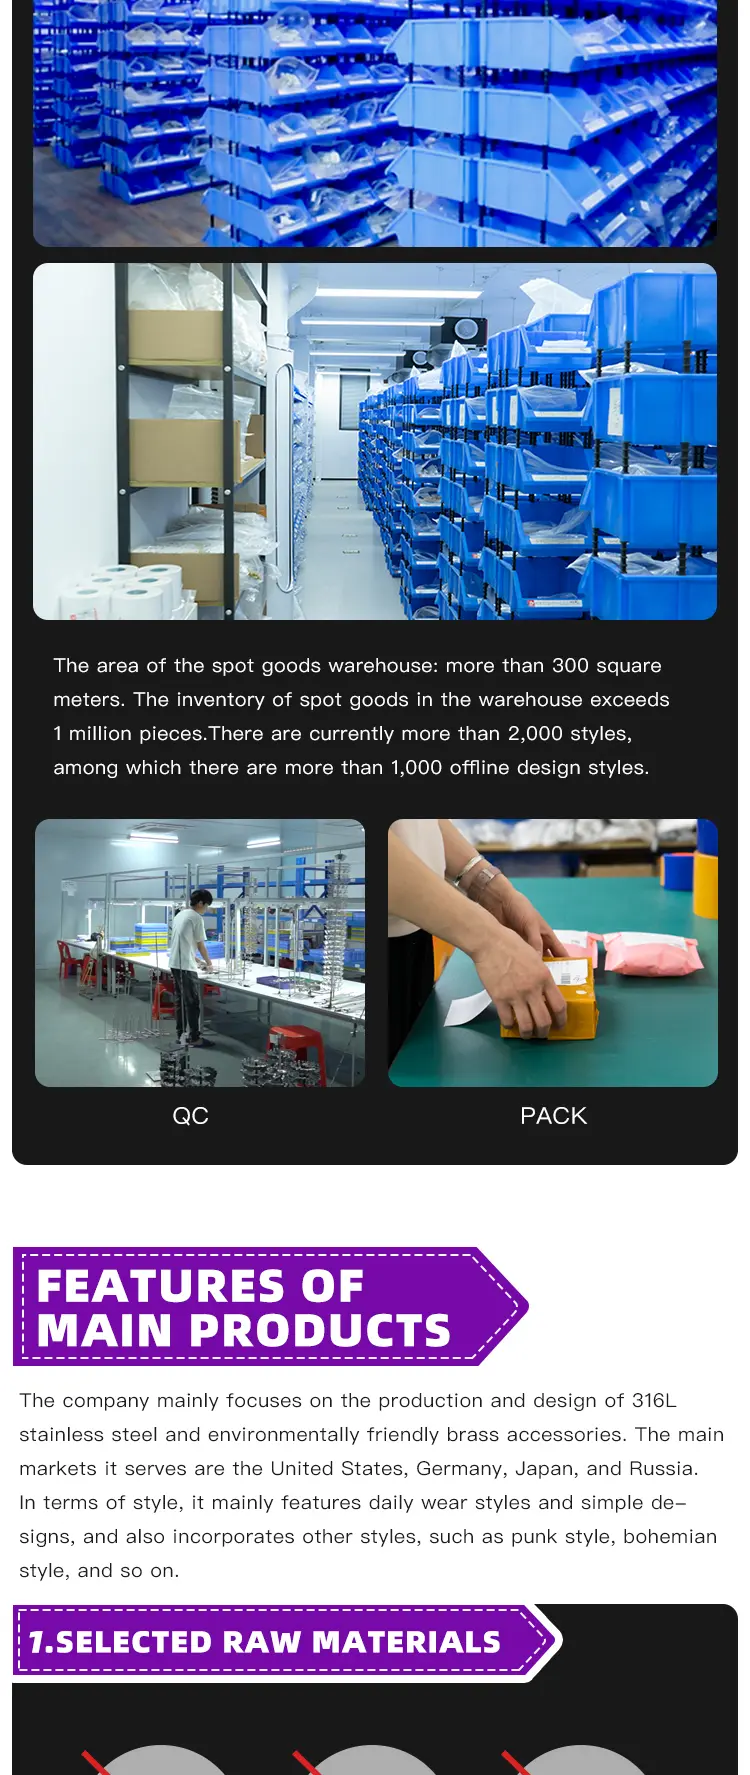 The area of the spot goods warehouse: more than 300 square
meters. The inventory of spot goods in the warehouse exceeds
1 million pieces.There are currently more than 2,000 styles,
among which there are more than 1,000 offline design styles.
QC
PACK
FEATURES OF
MAIN PRODUCTS
The company mainly focuses on the production and design of 316L
stainless steel and environmentally friendly brass accessories. The main
markets it serves are the United States, Germany, Japan, and Russia.
In terms of style, it mainly features daily wear styles and simple de-
signs, and also incorporates other styles, such as punk style, bohemian
style, and so on.
1.SELECTED RAW MATERIALS